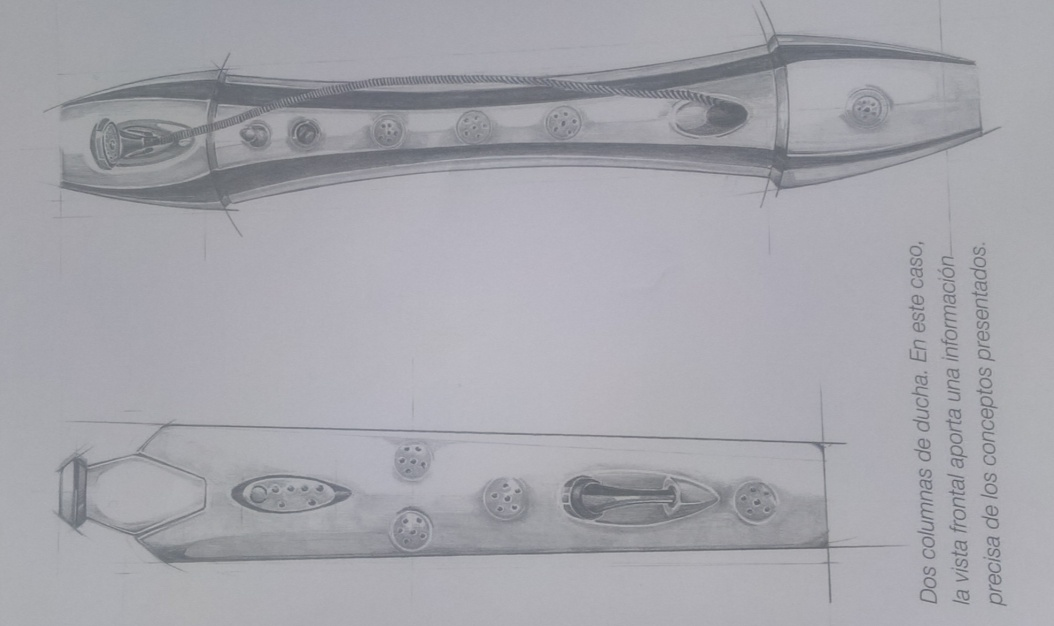 Dos columnas de ducha. En este caso,
la vista frontal aporta una información
precisa de los conceptos presentados.